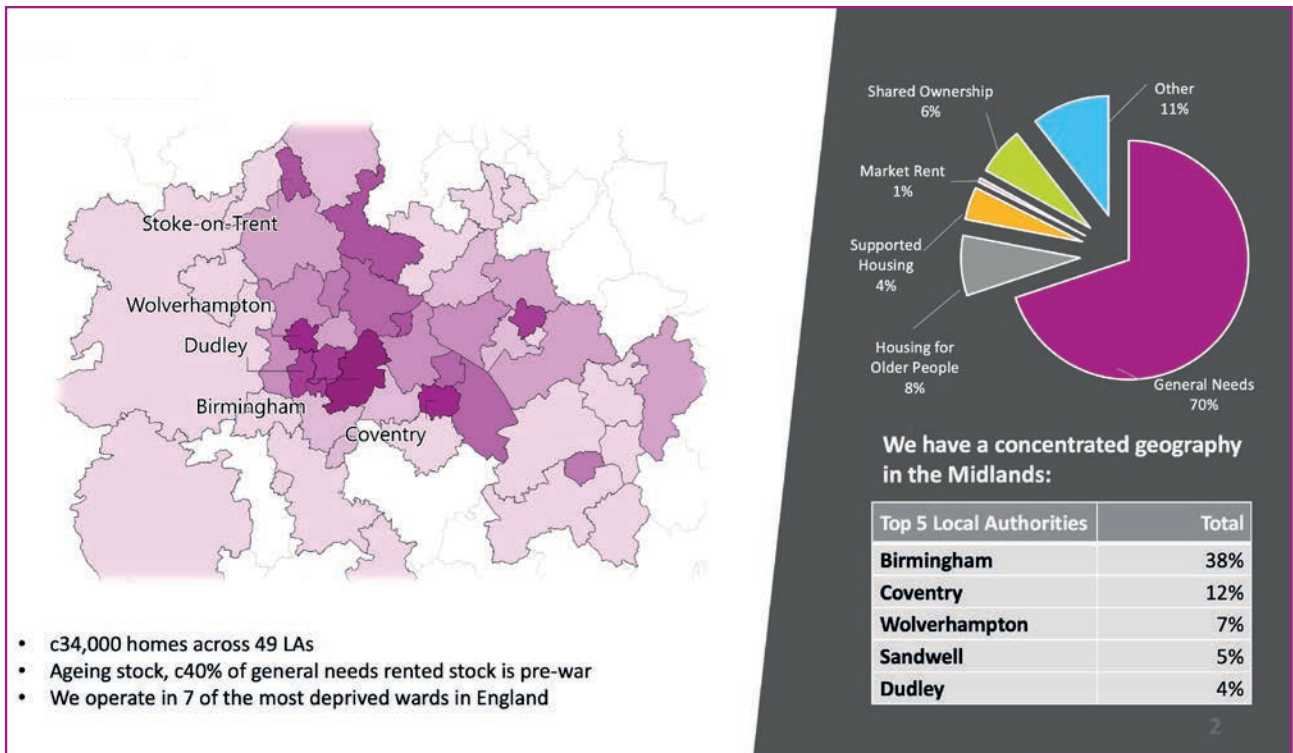 Stoke-on-Trent
Wolverhampton
Dudley
Birmingham
Coventry
• c34,000 homes across 49 LAs
• Ageing stock, c40% of general needs rented stock is pre-war
• We operate in 7 of the most deprived wards in England
Shared Ownership
6%
Other
11%
Market Rent
1%
Supported
Housing
4%
Housing for
Older People
8%
General Needs
70%
We have a concentrated geography
in the Midlands:
Top 5 Local Authorities Total
Birmingham 38%
Coventry 12%
Wolverhampton 7%
Sandwell 5%
Dudley 4%
2